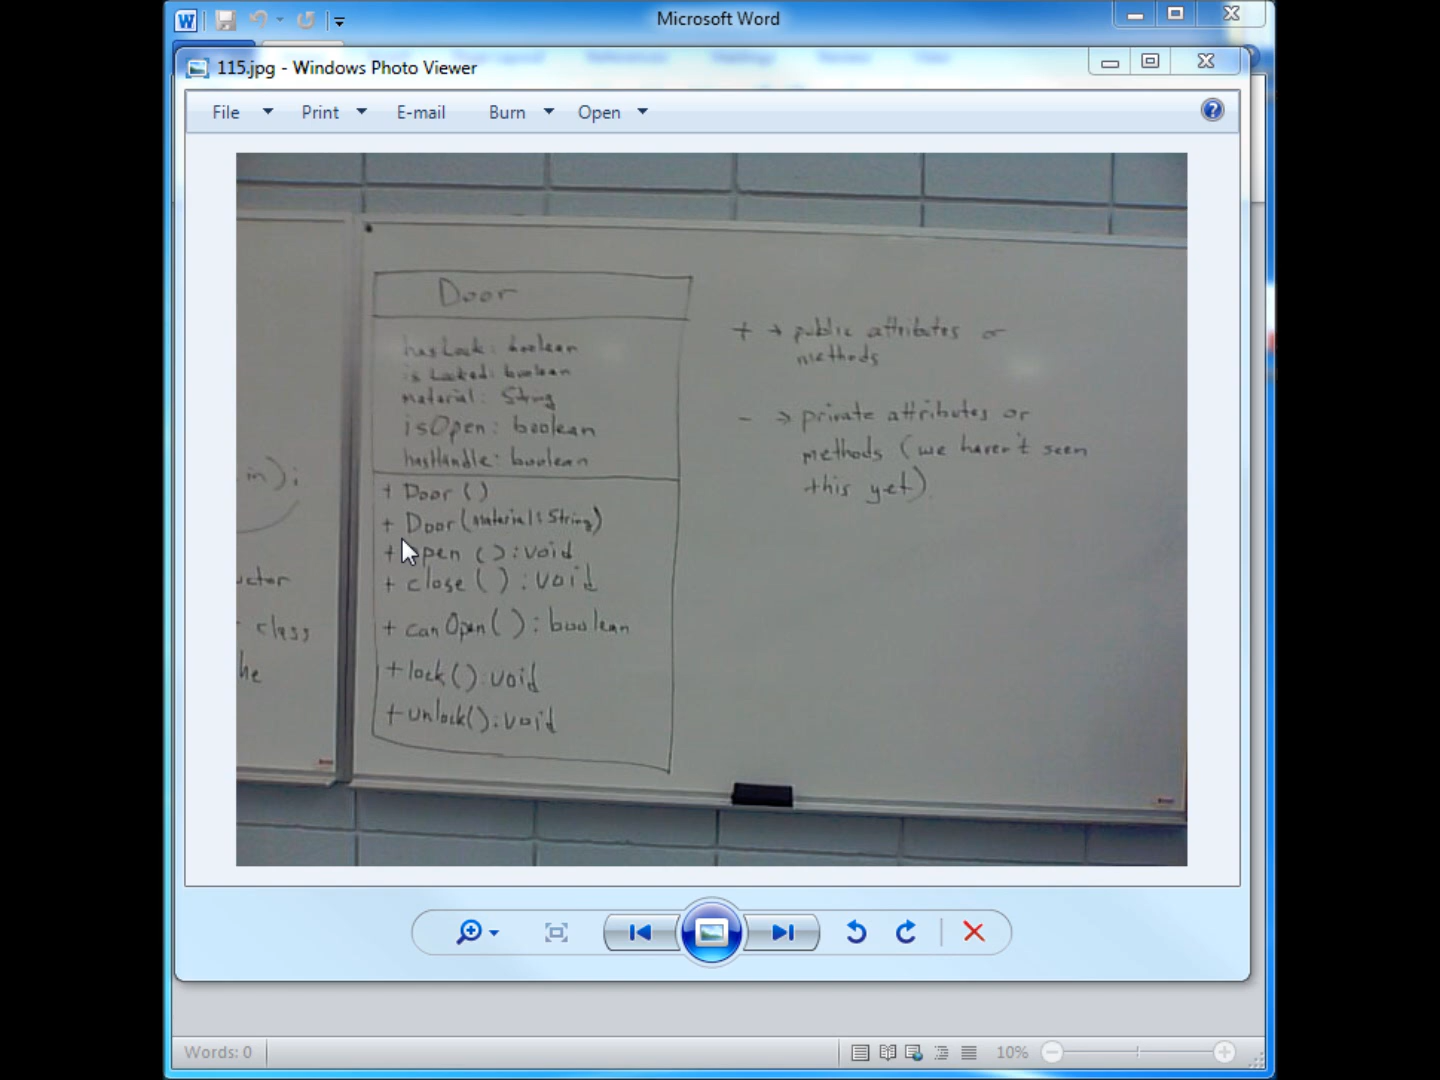 Microsoft Word
115.jpg - Windows Photo Viewer
File Print E-mail Burn Open
Door
hasLock: boolean
isLocked: boolean
material: String
isOpen: boolean
hasHandle: boolean
+ Door ()
+ Door (material: String)
+ open (): void
+ close (): void
+ canOpen(): boolean
+ lock(): void
+ unlock(): void
+ → public attributes or
methods
- → private attributes or
methods (we haven't seen
this yet)
in);
class
Words: 0
10%